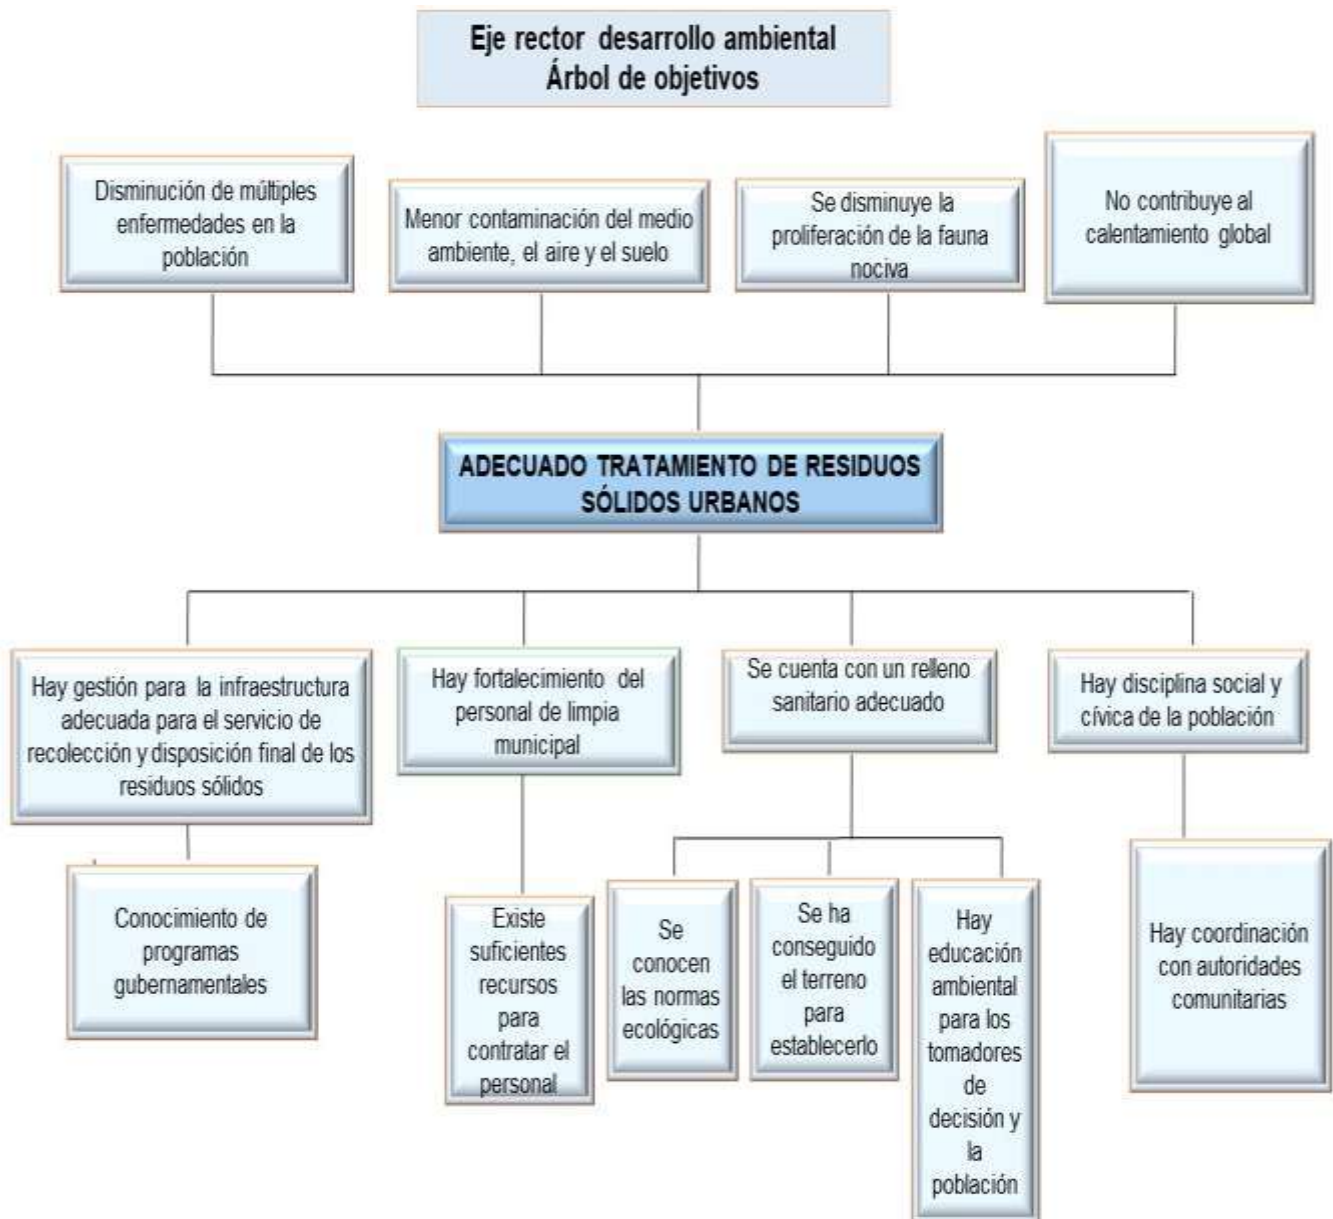 Eje rector desarrollo ambiental
Árbol de objetivos
Disminución de múltiples
enfermedades en la
población
Menor contaminación del medio
ambiente, el aire y el suelo
Se disminuye la
proliferación de la fauna
nociva
No contribuye al
calentamiento global
ADECUADO TRATAMIENTO DE RESIDUOS
SÓLIDOS URBANOS
Hay gestión para la infraestructura
adecuada para el servicio de
recolección y disposición final de los
residuos sólidos
Hay fortalecimiento del
personal de limpia
municipal
Se cuenta con un relleno
sanitario adecuado
Hay disciplina social y
cívica de la población
Conocimiento de
programas
gubernamentales
Existe
suficientes
recursos
para
contratar el
personal
Se
conocen
las normas
ecológicas
Se ha
conseguido
el terreno
para
establecerlo
Hay
educación
ambiental
para los
tomadores
de
decisión y
la
población
Hay coordinación
con autoridades
comunitarias